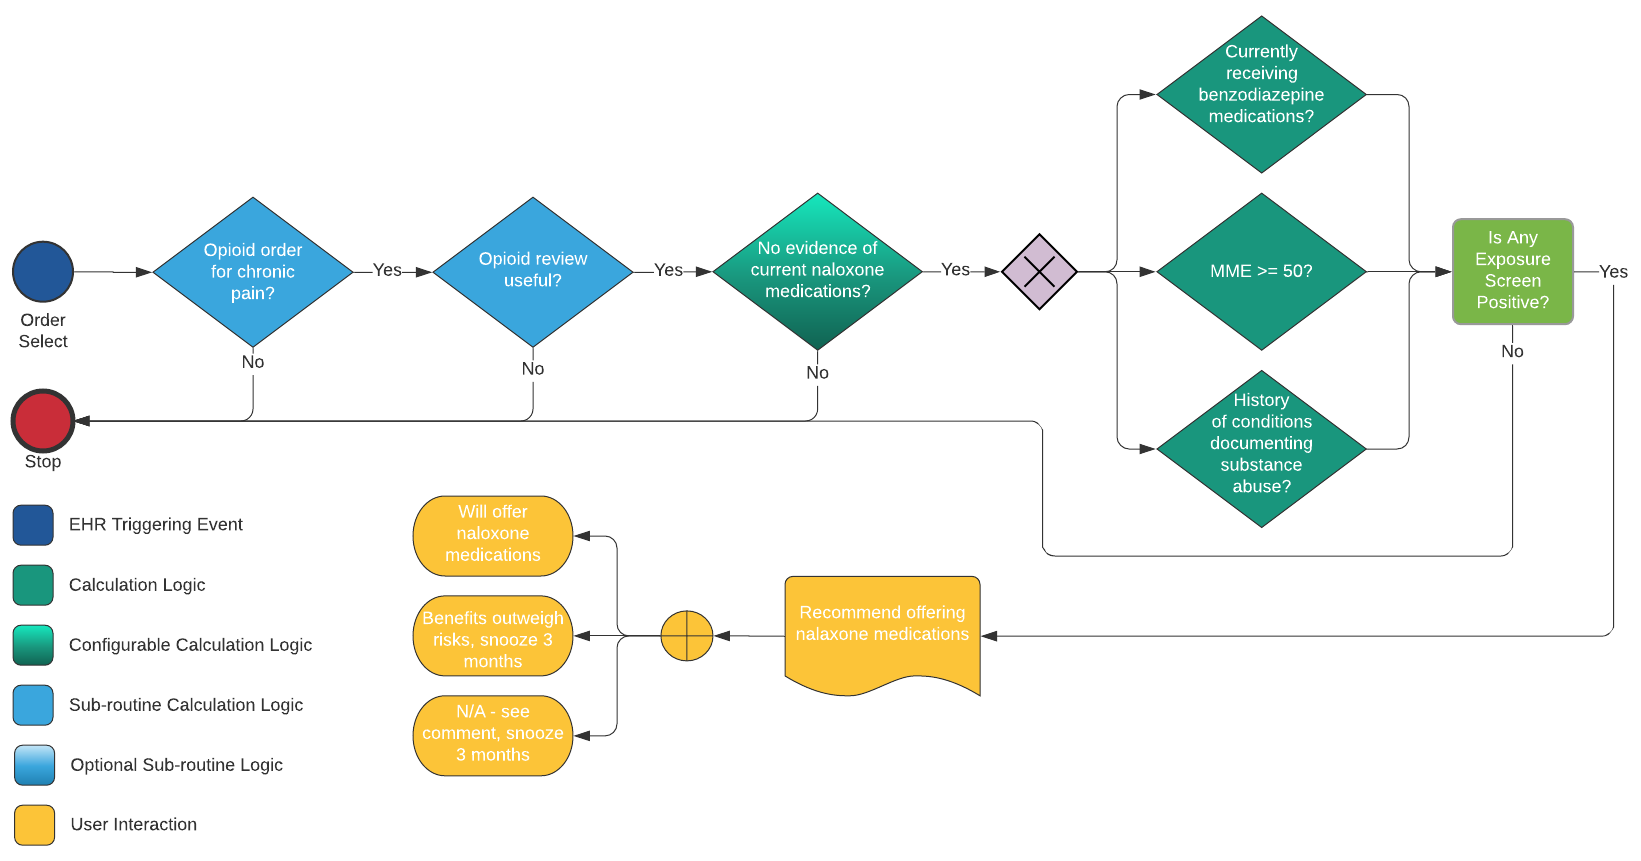 Order
Select
Opioid order
for chronic
pain?
Yes
No
Opioid review
useful?
Yes
No
No evidence of
current naloxone
medications?
Yes
No
Currently
receiving
benzodiazepine
medications?
MME >= 50?
History
of conditions
documenting
substance
abuse?
Is Any
Exposure
Screen
Positive?
Yes
No
Stop
Recommend offering
nalaxone medications
Will offer
naloxone
medications
Benefits outweigh
risks, snooze 3
months
N/A - see
comment, snooze
3 months
EHR Triggering Event
Calculation Logic
Configurable Calculation Logic
Sub-routine Calculation Logic
Optional Sub-routine Logic
User Interaction